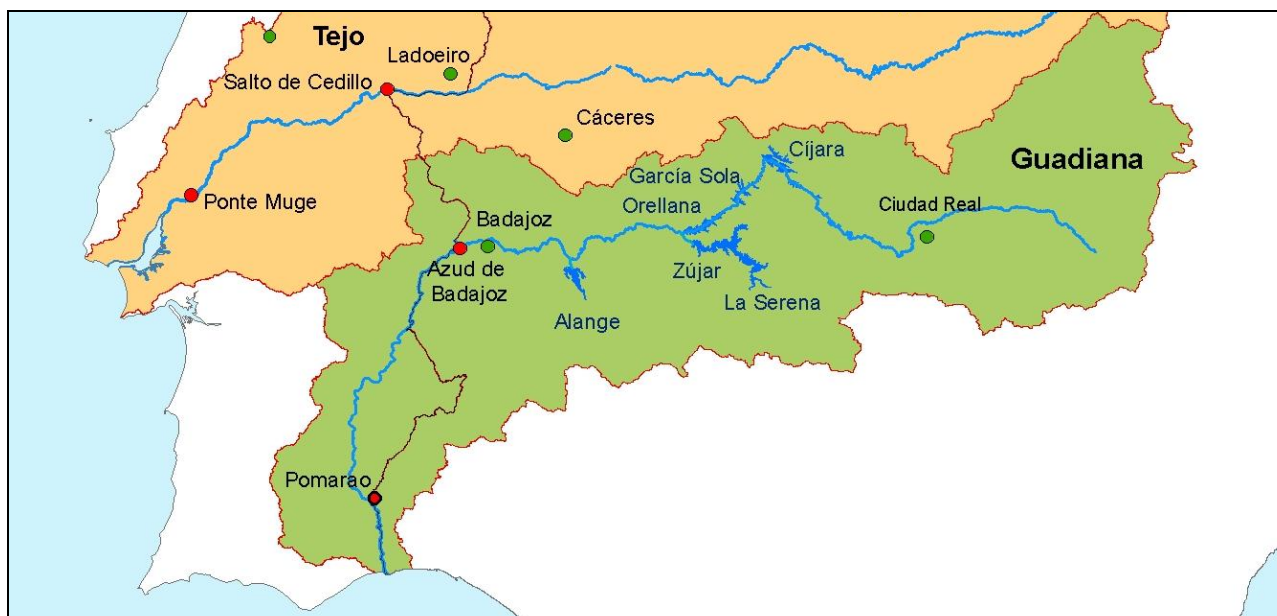 Tejo
Ladoeiro
Salto de Cedillo
Cáceres
Cíjara
Guadiana
García Sola
Ponte Muge
Orellana
Ciudad Real
Badajoz
Azud de
Badajoz
Zújar
La Serena
Alange
Pomarao